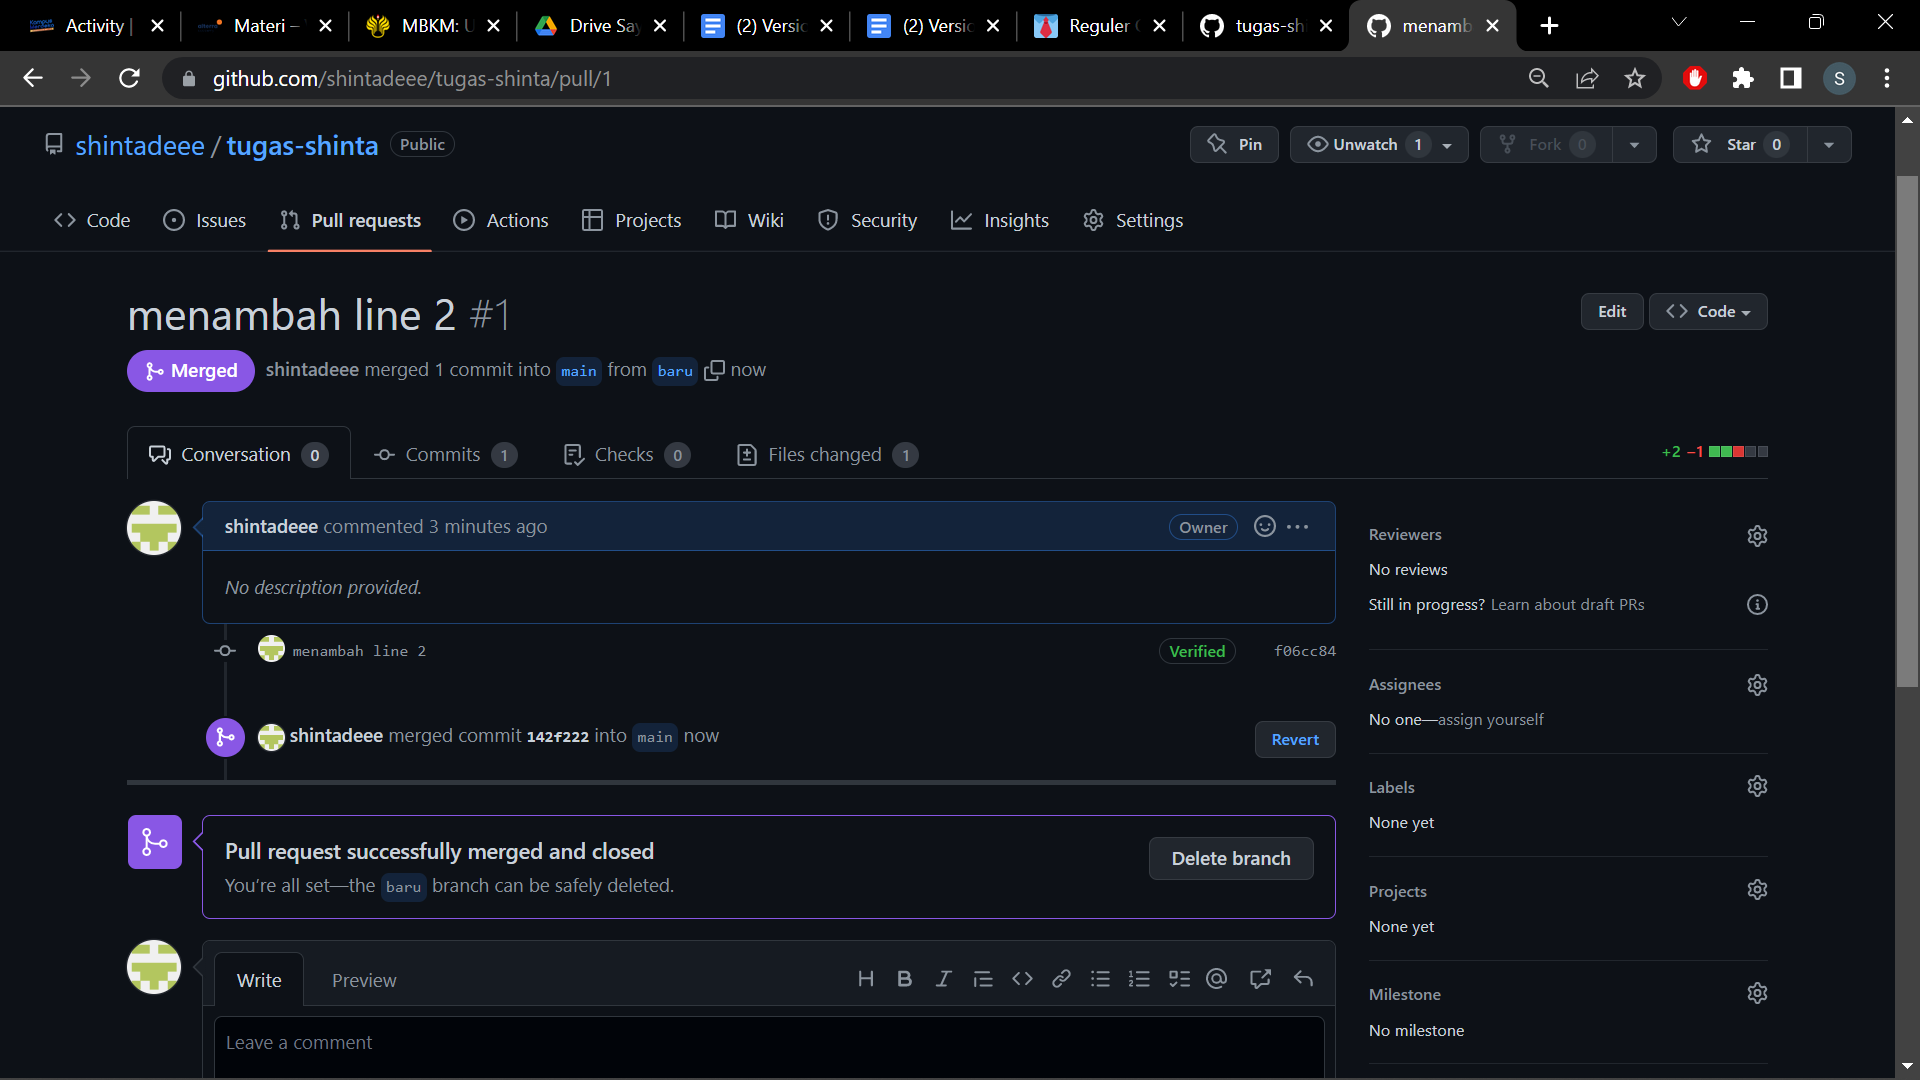 Activity | Materi – MBKM: U Drive Sa (2) Versi (2) Versi Reguler tugas-sh menamb
github.com/shintadeee/tugas-shinta/pull/1 S
shintadeee / tugas-shinta Public Pin Unwatch 1 Fork 0 Star 0
Code Issues Pull requests Actions Projects Wiki Security Insights Settings
menambah line 2 #1 Edit Code
Merged shintadeee merged 1 commit into main from baru now
Conversation 0 Commits 1 Checks 0 Files changed 1 +2 −1
shintadeee commented 3 minutes ago Owner
No description provided.
menambah line 2 Verified f06cc84
shintadeee merged commit 142f222 into main now Revert
Pull request successfully merged and closed
You're all set—the baru branch can be safely deleted.
Delete branch
Write Preview
Leave a comment
Reviewers
No reviews
Still in progress? Learn about draft PRs
Assignees
No one—assign yourself
Labels
None yet
Projects
None yet
Milestone
No milestone